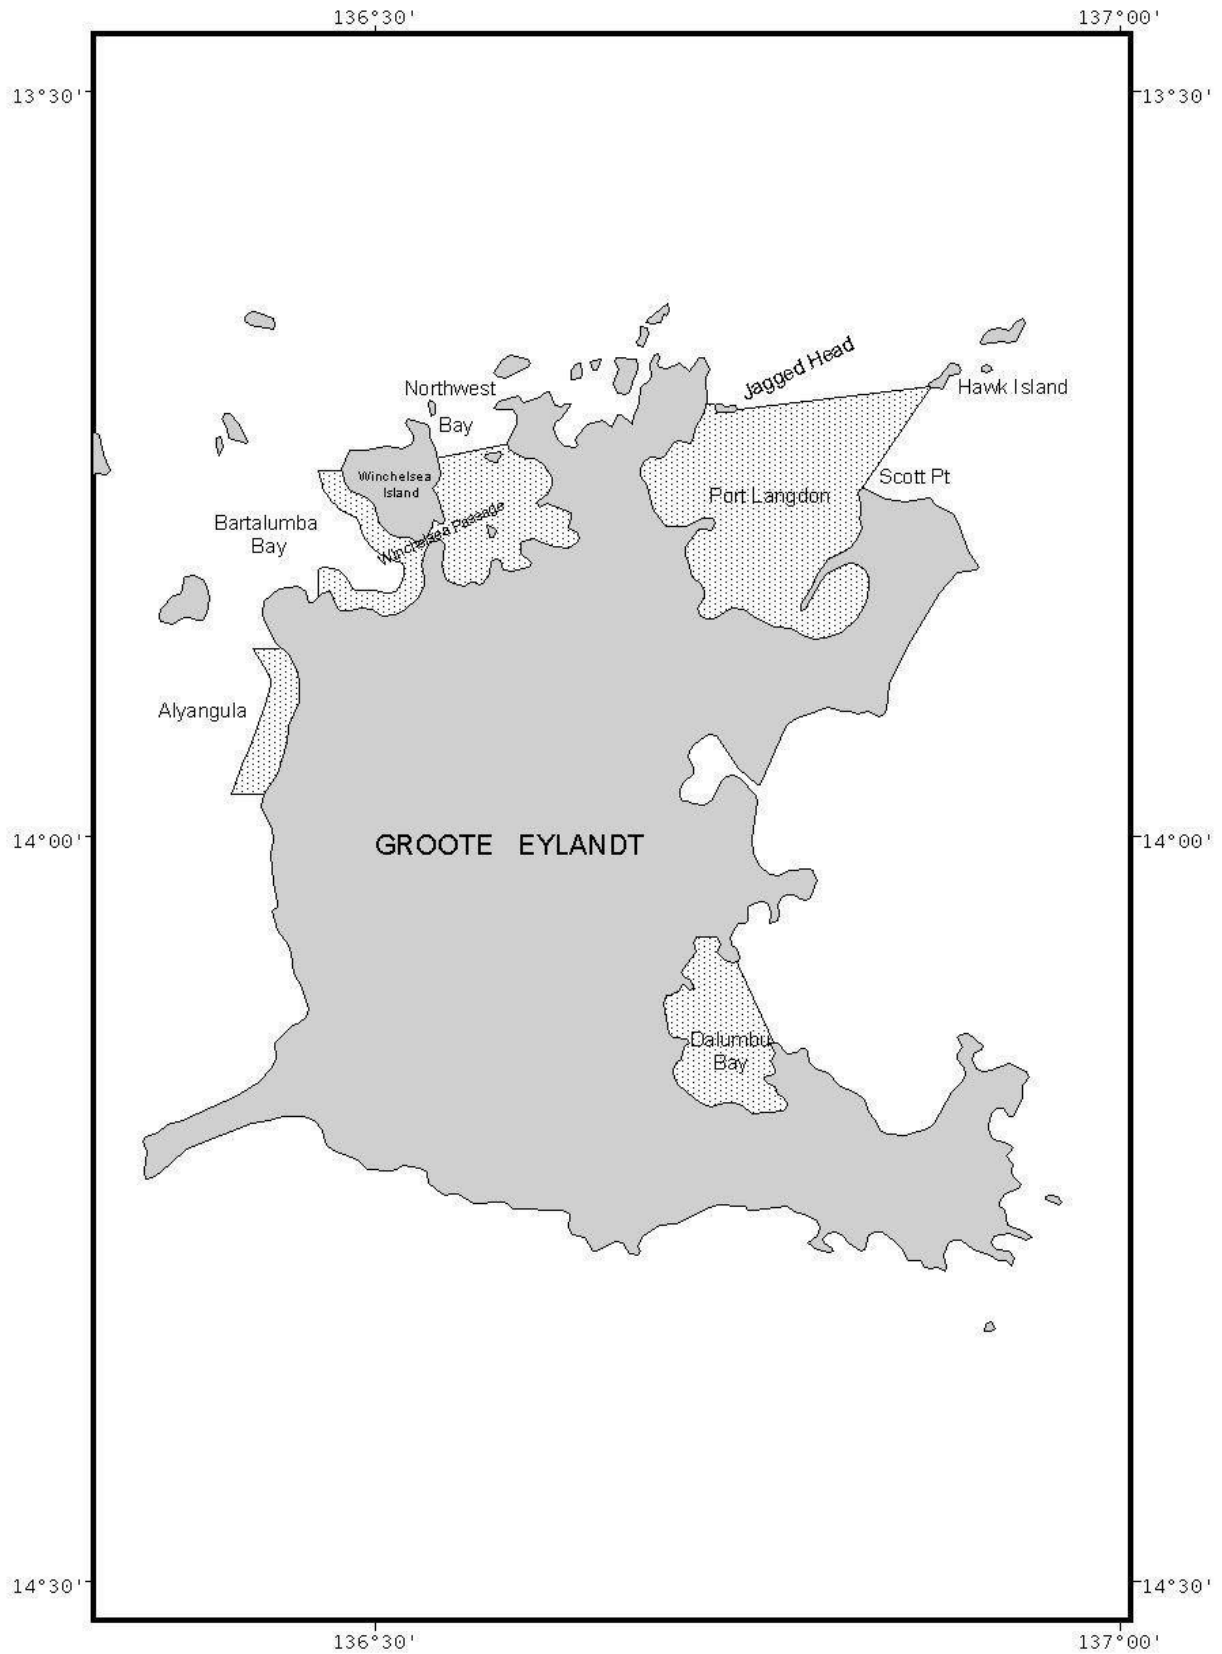 136°30'
137°00'
13°30'
13°30'
Jagged Head
Northwest
Bay
Hawk Island
Winchelsea
Island
Scott Pt
Port Langdon
Bartalumba
Bay
Winchelsea Passage
Alyangula
GROOTE EYLANDT
14°00'
14°00'
Dalumbu
Bay
14°30'
14°30'
136°30'
137°00'